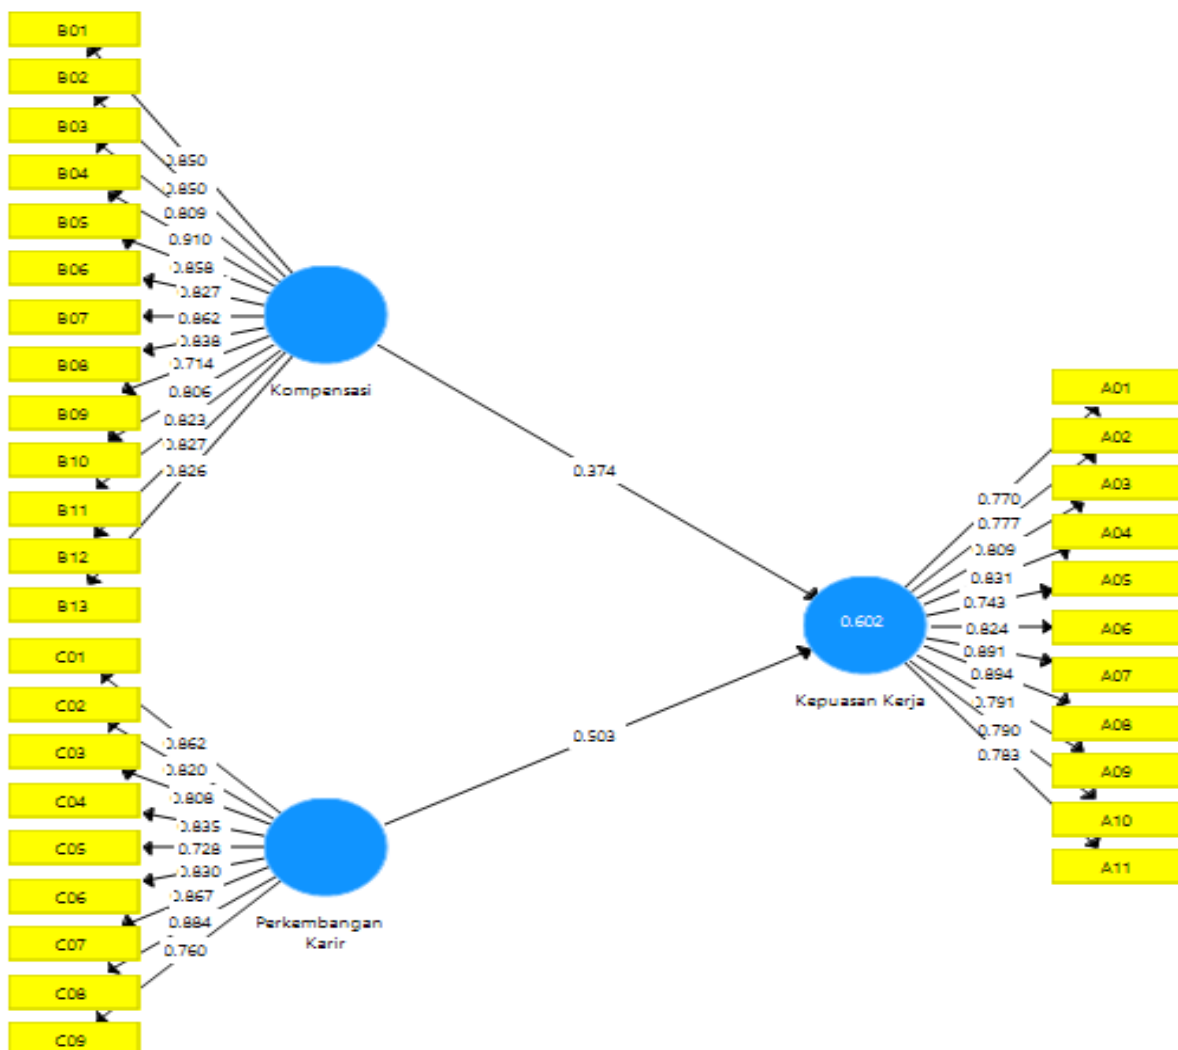 B01
B02
B03
B04
B05
B06
B07
B08
B09
B10
B11
B12
B13
0.850
0.850
0.809
0.910
0.858
0.827
0.862
0.838
0.714
0.806
0.823
0.827
0.826
Kompensasi
0.374
C01
C02
C03
C04
C05
C06
C07
C08
C09
0.862
0.820
0.808
0.835
0.728
0.830
0.867
0.884
0.760
Perkembangan
Karir
0.503
0.602
Kepuasan Kerja
0.770
0.777
0.809
0.831
0.743
0.824
0.891
0.894
0.791
0.790
0.783
A01
A02
A03
A04
A05
A06
A07
A08
A09
A10
A11